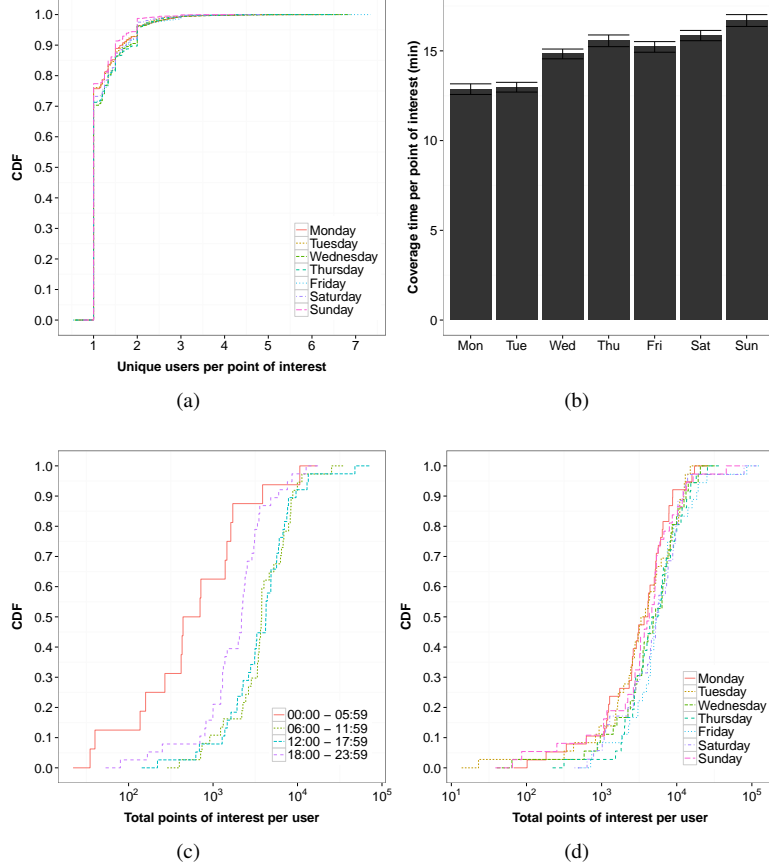 1.0
0.9
0.8
0.7
0.6
0.5
0.4
0.3
0.2
0.1
0.0
CDF
Monday
Tuesday
Wednesday
Thursday
Friday
Saturday
Sunday
1 2 3 4 5 6 7
Unique users per point of interest
(a)
15
10
5
0
Coverage time per point of interest (min)
Mon Tue Wed Thu Fri Sat Sun
(b)
1.0
0.9
0.8
0.7
0.6
0.5
0.4
0.3
0.2
0.1
0.0
CDF
00:00 – 05:59
06:00 – 11:59
12:00 – 17:59
18:00 – 23:59
10² 10³ 10⁴ 10⁵
Total points of interest per user
(c)
1.0
0.9
0.8
0.7
0.6
0.5
0.4
0.3
0.2
0.1
0.0
CDF
Monday
Tuesday
Wednesday
Thursday
Friday
Saturday
Sunday
10¹ 10² 10³ 10⁴ 10⁵
Total points of interest per user
(d)